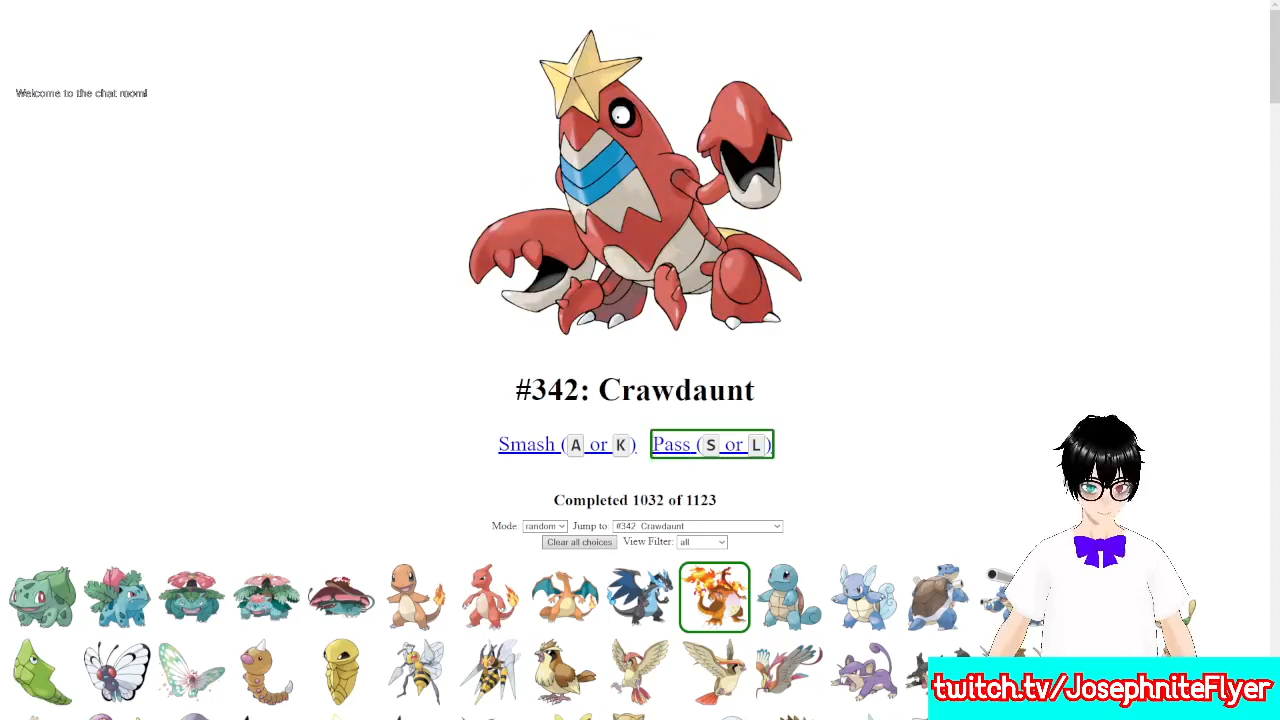 Welcome to the chat room!
#342: Crawdaunt
Smash (A or K) Pass (S or L)
Completed 1032 of 1123
Mode: random Jump to: #342 Crawdaunt
Clear all choices View Filter: all
twitch.tv/JosephniteFlyer